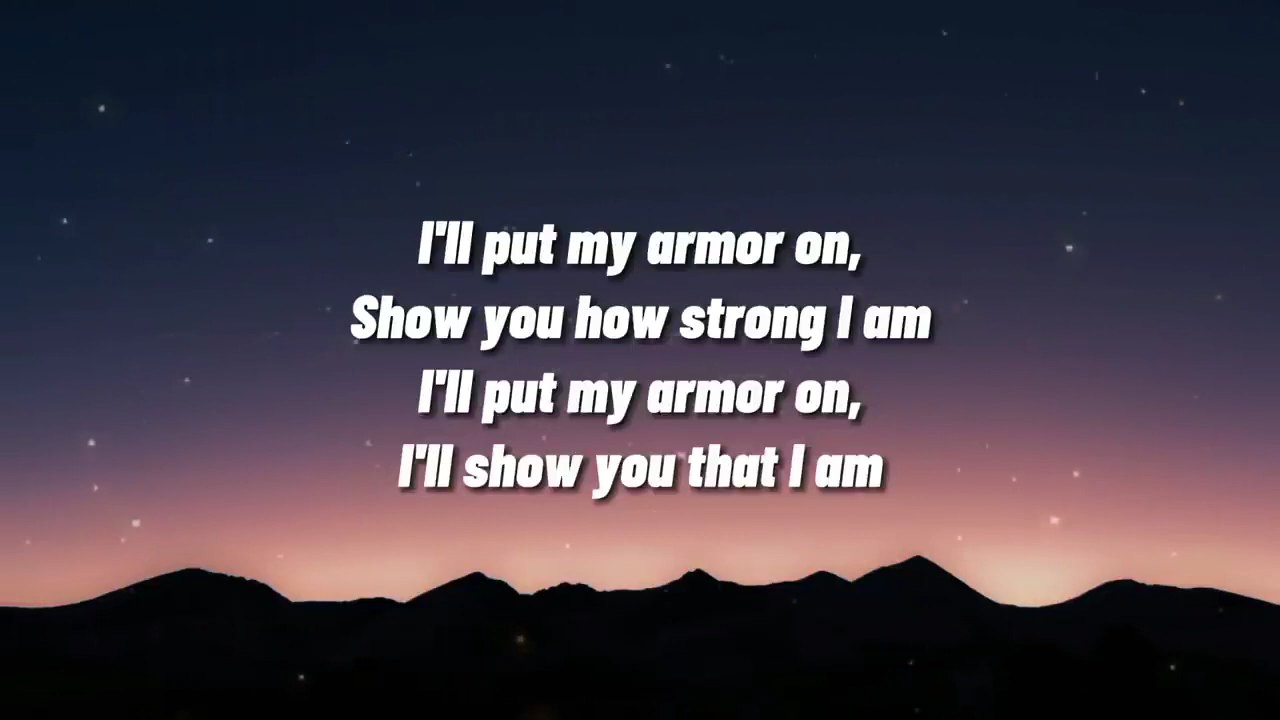 I'll put my armor on,
Show you how strong I am
I'll put my armor on,
I'll show you that I am